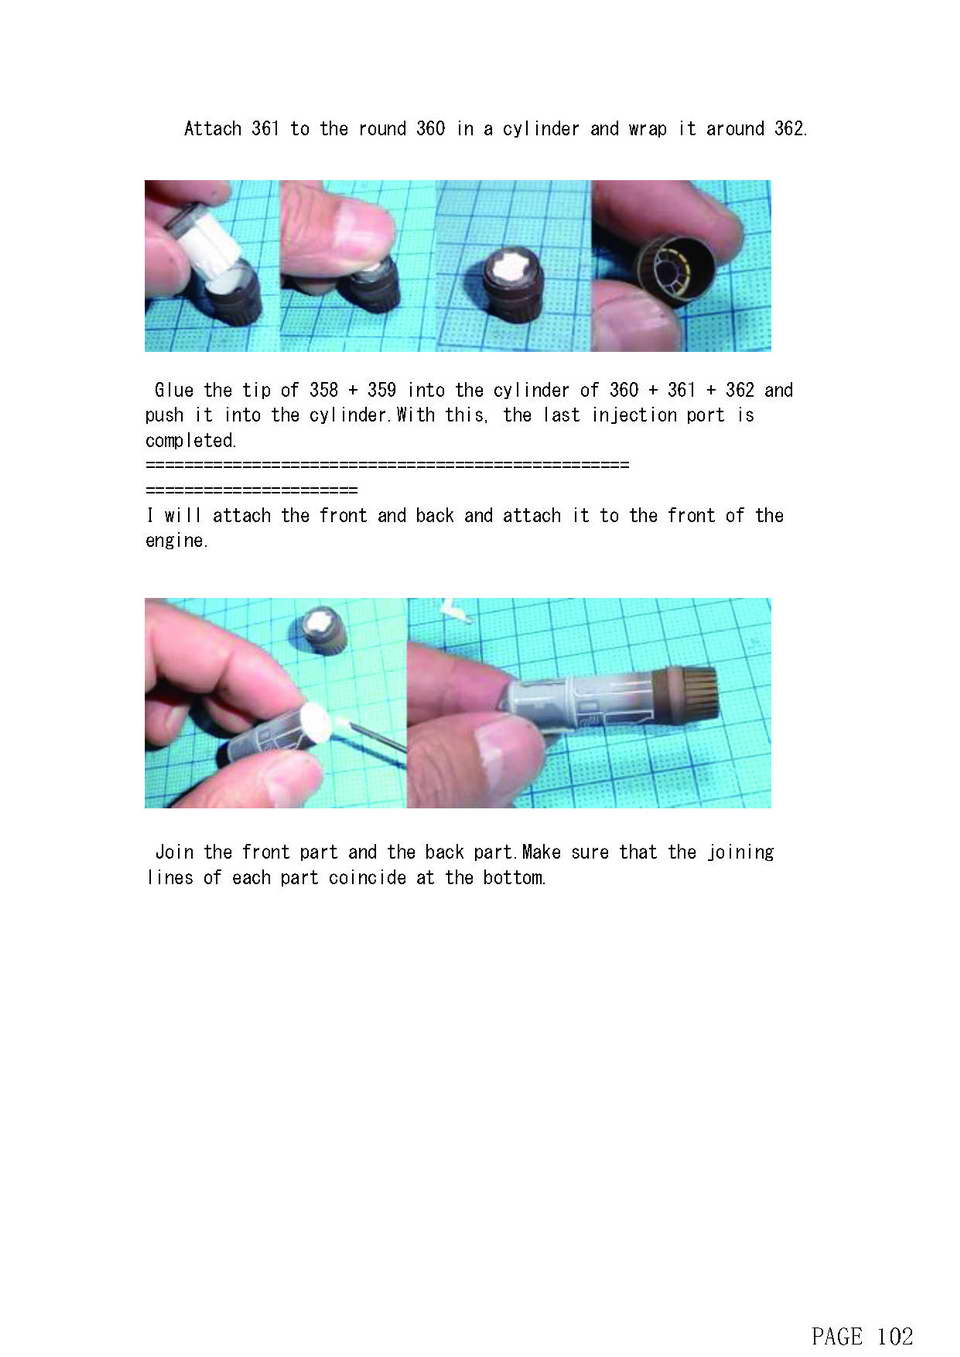 Attach 361 to the round 360 in a cylinder and wrap it around 362.
Glue the tip of 358 + 359 into the cylinder of 360 + 361 + 362 and
push it into the cylinder.With this, the last injection port is
completed.
==================================================
======================
I will attach the front and back and attach it to the front of the
engine.
Join the front part and the back part.Make sure that the joining
lines of each part coincide at the bottom.
PAGE 102